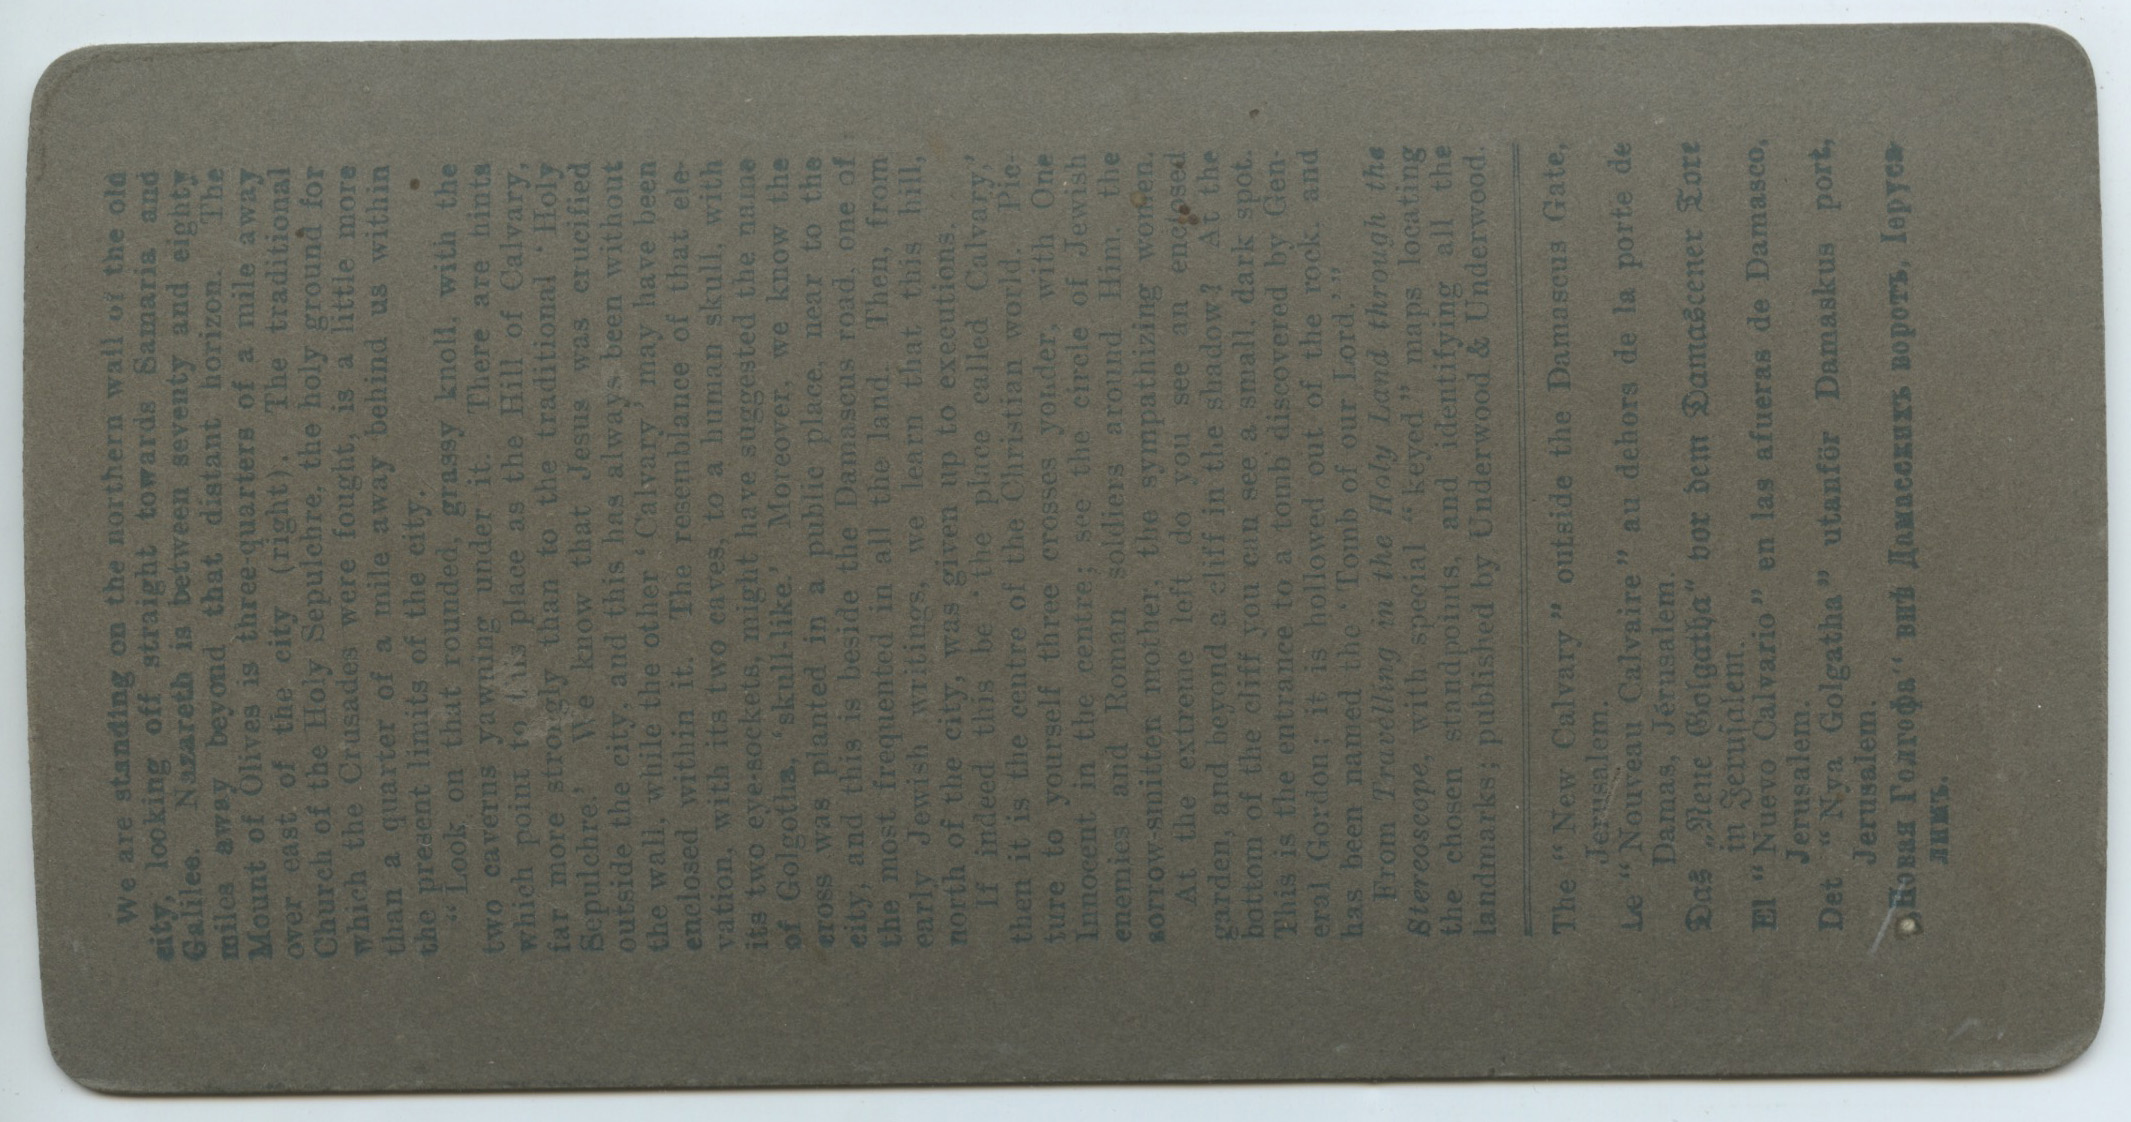 We are standing on the northern wall of the old
city, looking off straight towards Samaria and
Galilee. Nazareth is between seventy and eighty
miles away beyond that distant horizon. The
Mount of Olives is three-quarters of a mile away
over east of the city (right). The traditional
Church of the Holy Sepulchre, the holy ground for
which the Crusades were fought, is a little more
than a quarter of a mile away behind us within
the present limits of the city.
“Look on that rounded, grassy knoll, with the
two caverns yawning under it. There are hints
which point to this place as the Hill of Calvary,
far more strongly than to the traditional ‘Holy
Sepulchre.’ We know that Jesus was crucified
outside the city, and this has always been without
the wall, while the other ‘Calvary’ may have been
enclosed within it. The resemblance of that ele-
vation, with its two caves, to a human skull, with
its two eye-sockets, might have suggested the name
of Golgotha, ‘skull-like.’ Moreover, we know the
cross was planted in a public place, near to the
city, and this is beside the Damascus road, one of
the most frequented in all the land. Then, from
early Jewish writings, we learn that this hill,
north of the city, was given up to executions.
If indeed this be ‘the place called Calvary,’
then it is the centre of the Christian world. Pic-
ture to yourself three crosses yonder, with One
Innocent in the centre; see the circle of Jewish
enemies and Roman soldiers around Him, the
sorrow-smitten mother, the sympathizing women.
At the extreme left do you see an enclosed
garden, and beyond a cliff in the shadow? At the
bottom of the cliff you can see a small, dark spot.
This is the entrance to a tomb discovered by Gen-
eral Gordon; it is hollowed out of the rock, and
has been named the ‘Tomb of our Lord.’”
From Travelling in the Holy Land through the
Stereoscope, with special “keyed” maps locating
the chosen standpoints, and identifying all the
landmarks; published by Underwood & Underwood.
The “New Calvary” outside the Damascus Gate,
Jerusalem.
Le “Nouveau Calvaire” au dehors de la porte de
Damas, Jérusalem.
Das „Neue Golgatha“ vor dem Damascener Tore
in Jerusalem.
El “Nuevo Calvario” en las afueras de Damasco,
Jerusalem.
Det “Nya Golgatha” utanför Damaskus port,
Jerusalem.
„Новая Голгофа“ внѣ Дамасскихъ воротъ, Іеруса-
лимъ.